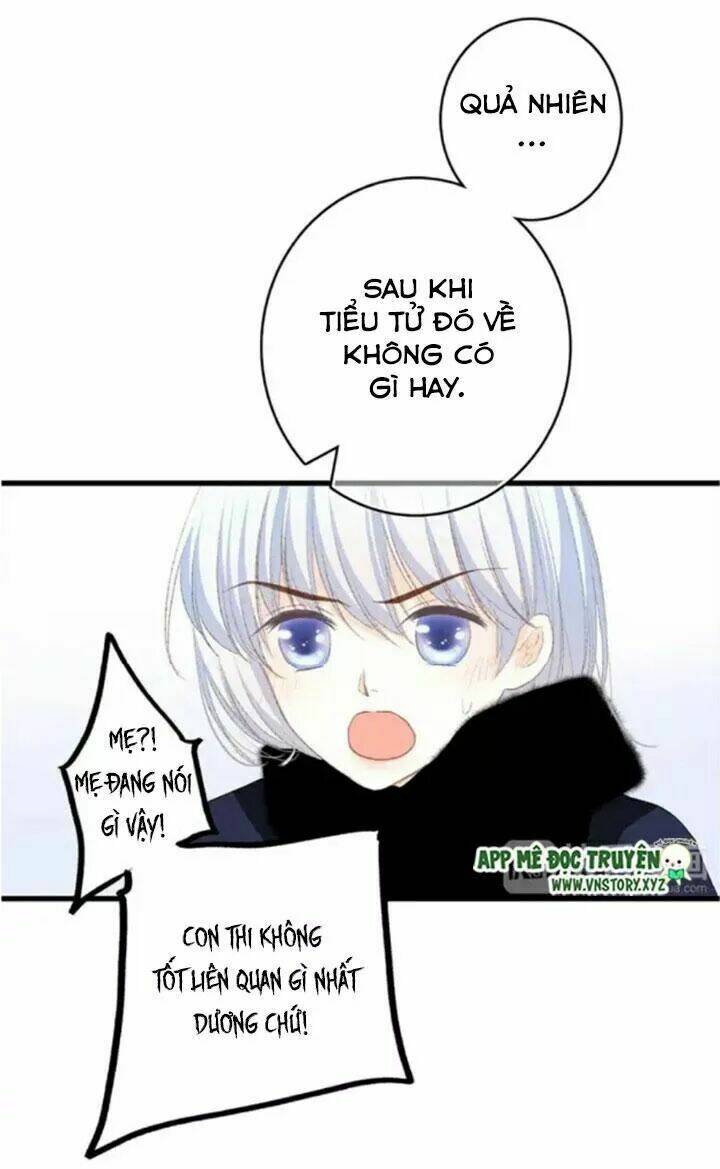 QUẢ NHIÊN
...
SAU KHI
TIỂU TỬ ĐÓ VỀ
KHÔNG CÓ
GÌ HAY.
MẸ?!
MẸ ĐANG NÓI
GÌ VẬY!
APP MÊ ĐỌC TRUYỆN
WWW.VNSTORY.XYZ
CON THI KHÔNG
TỐT LIÊN QUAN GÌ NHẤT
DƯƠNG CHỨ!